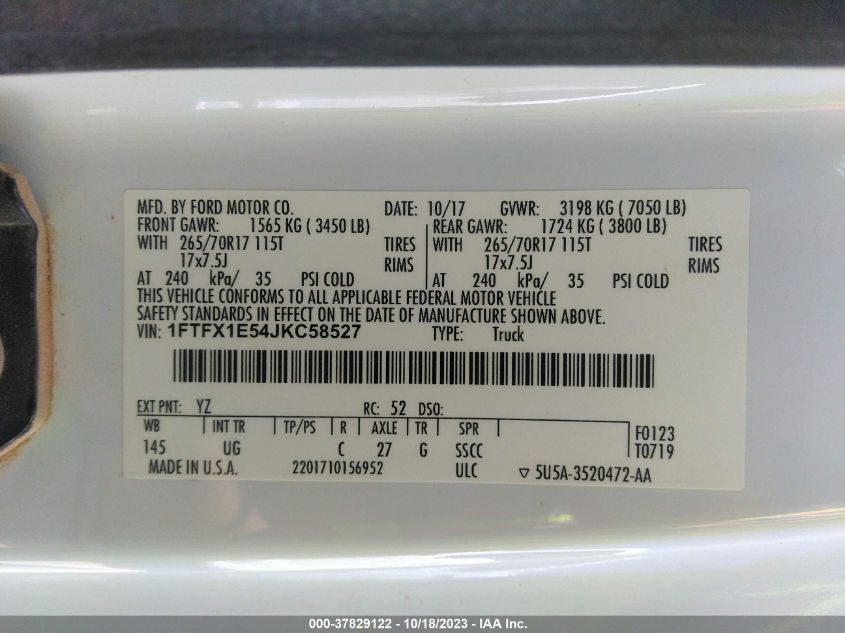 MFD. BY FORD MOTOR CO. DATE: 10/17 GVWR: 3198 KG ( 7050 LB)
FRONT GAWR: 1565 KG ( 3450 LB) REAR GAWR: 1724 KG ( 3800 LB)
WITH 265/70R17 115T TIRES WITH 265/70R17 115T TIRES
17x7.5J RIMS 17x7.5J RIMS
AT 240 kPa/ 35 PSI COLD AT 240 kPa/ 35 PSI COLD
THIS VEHICLE CONFORMS TO ALL APPLICABLE FEDERAL MOTOR VEHICLE
SAFETY STANDARDS IN EFFECT ON THE DATE OF MANUFACTURE SHOWN ABOVE.
VIN: 1FTFX1E54JKC58527 TYPE: Truck
EXT PNT: YZ RC: 52 DSO:
WB INT TR TP/PS R AXLE TR SPR F0123
145 UG C 27 G SSCC T0719
MADE IN U.S.A. 2201710156952 ULC ▽ 5U5A-3520472-AA
000-37829122 - 10/18/2023 - IAA Inc.